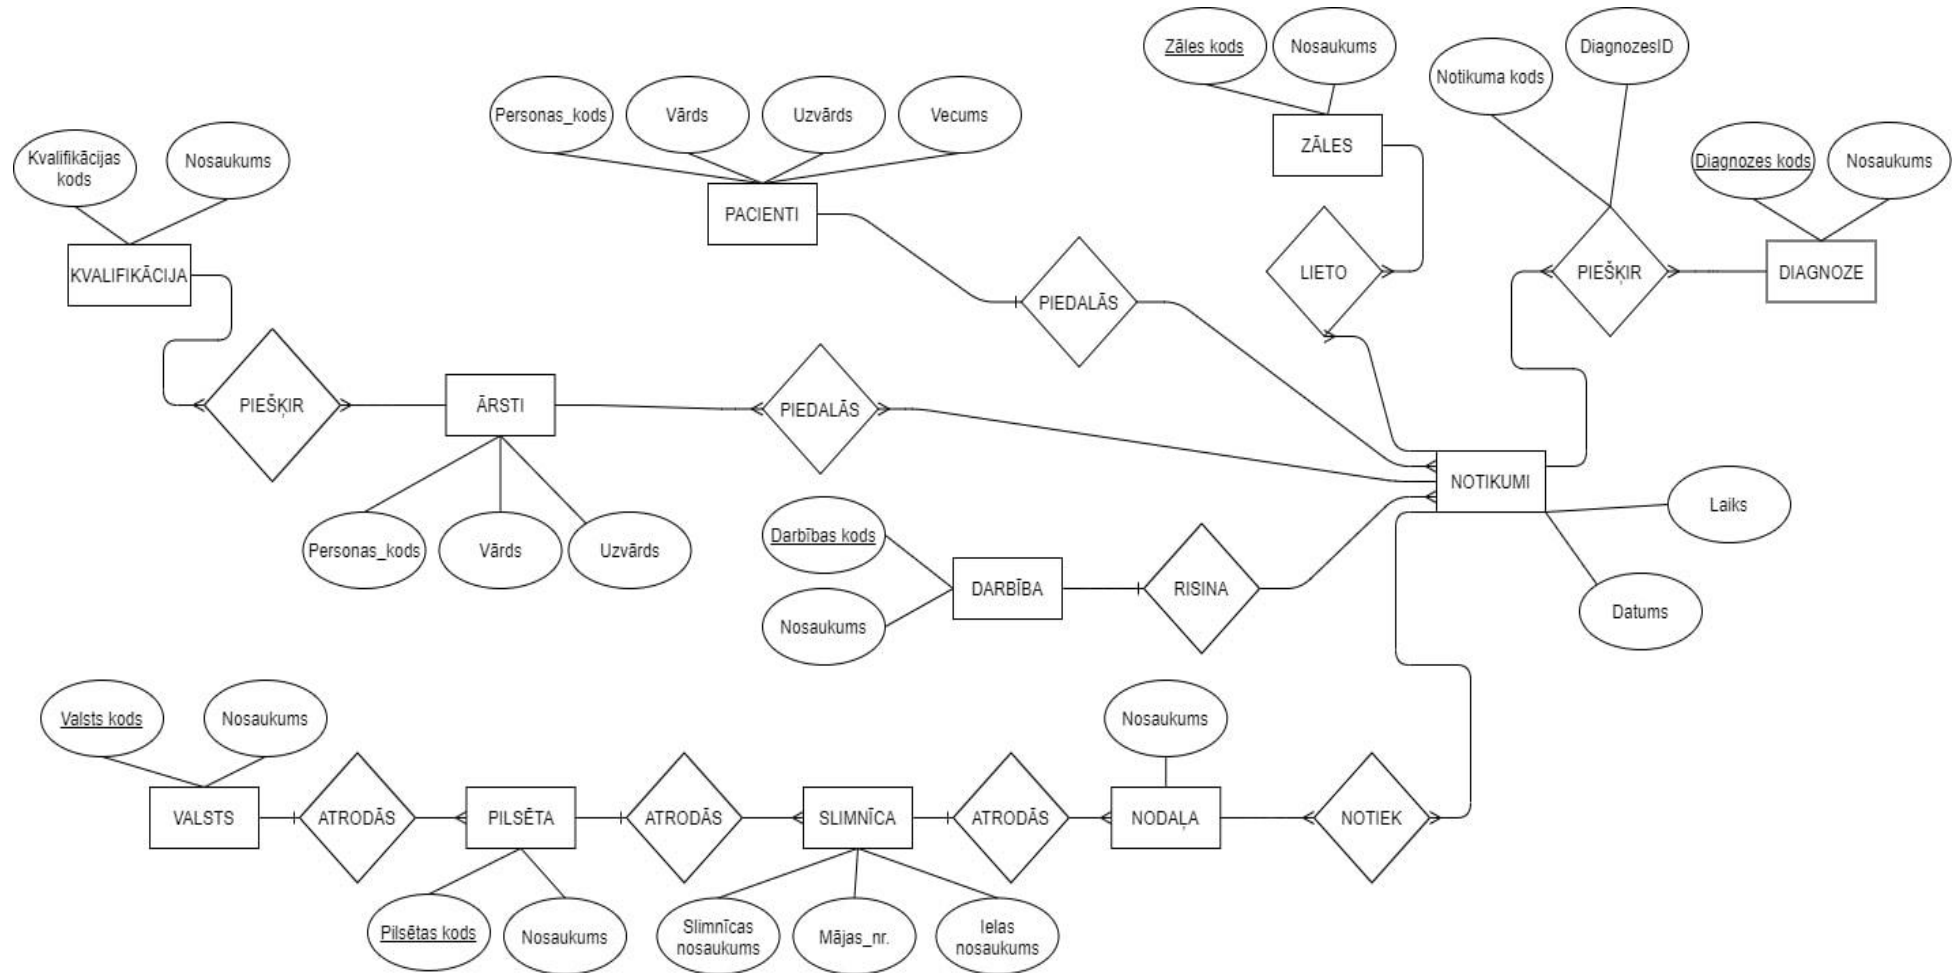 Zāles kods
Nosaukums
DiagnozesID
Notikuma kods
Personas_kods
Vārds
Uzvārds
Vecums
ZĀLES
Kvalifikācijas
kods
Nosaukums
Diagnozes kods
Nosaukums
PACIENTI
KVALIFIKĀCIJA
PIEDALĀS
LIETO
PIEŠĶIR
DIAGNOZE
PIEŠĶIR
ĀRSTI
PIEDALĀS
NOTIKUMI
Laiks
Personas_kods
Vārds
Uzvārds
Darbības kods
DARBĪBA
RISINA
Datums
Nosaukums
Valsts kods
Nosaukums
Nosaukums
VALSTS
ATRODĀS
PILSĒTA
ATRODĀS
SLIMNĪCA
ATRODĀS
NODAĻA
NOTIEK
Pilsētas kods
Nosaukums
Slimnīcas
nosaukums
Mājas_nr.
Ielas
nosaukums